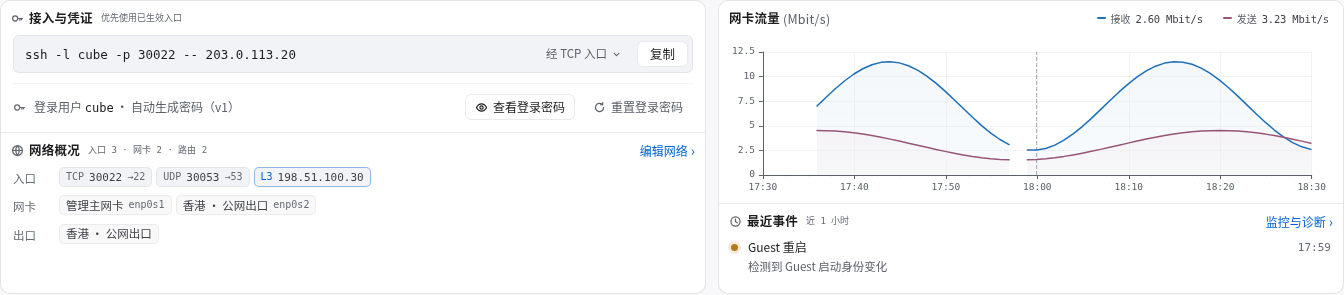 接入与凭证 优先使用已生效入口
ssh -l cube -p 30022 -- 203.0.113.20 经 TCP 入口 复制
登录用户 cube · 自动生成密码（v1） 查看登录密码 重置登录密码
网络概况 入口 3 · 网卡 2 · 路由 2 编辑网络 ›
入口 TCP 30022 →22 UDP 30053 →53 L3 198.51.100.30
网卡 管理主网卡 enp0s1 香港 · 公网出口 enp0s2
出口 香港 · 公网出口
网卡流量 (Mbit/s) 接收 2.60 Mbit/s 发送 3.23 Mbit/s
12.5
10
7.5
5
2.5
0
17:30 17:40 17:50 18:00 18:10 18:20 18:30
最近事件 近 1 小时 监控与诊断 ›
Guest 重启 17:59
检测到 Guest 启动身份变化